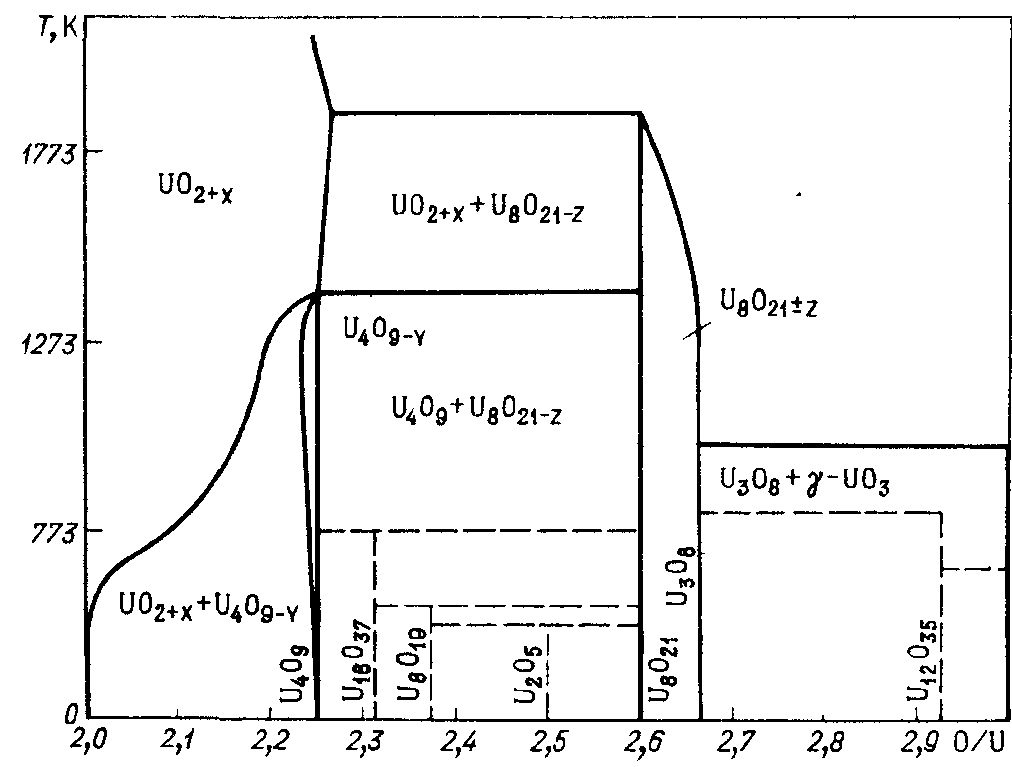 T, К
1773
UO₂₊ₓ
UO₂₊ₓ + U₈O₂₁₋z
U₈O₂₁±z
1273
U₄O₉₋Y
U₄O₉ + U₈O₂₁₋z
U₃O₈ + γ-UO₃
773
UO₂₊ₓ + U₄O₉₋Y
U₄O₉
U₁₆O₃₇
U₈O₁₉
U₂O₅
U₈O₂₁
U₃O₈
U₁₂O₃₅
0
2,0 2,1 2,2 2,3 2,4 2,5 2,6 2,7 2,8 2,9 O/U